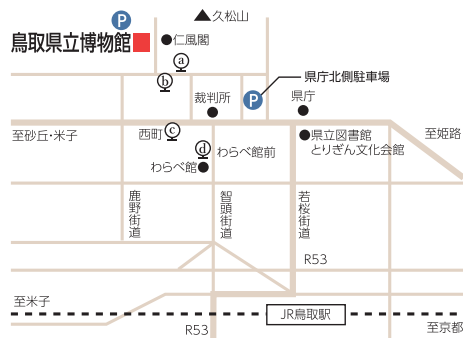 P
久松山
鳥取県立博物館
仁風閣
a
b
県庁北側駐車場
P
裁判所
県庁
至砂丘・米子
西町
c
県立図書館
とりぎん文化会館
至姫路
d
わらべ館前
わらべ館
鹿野街道
智頭街道
若桜街道
R53
至米子
JR鳥取駅
R53
至京都